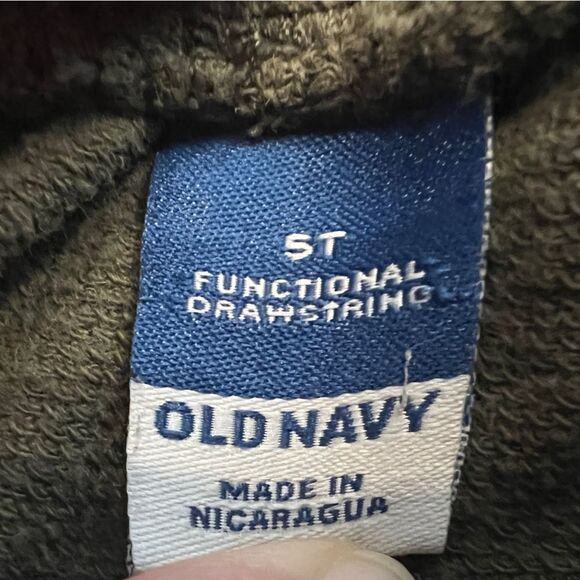 5T
FUNCTIONAL
DRAWSTRING
OLD NAVY
MADE IN
NICARAGUA